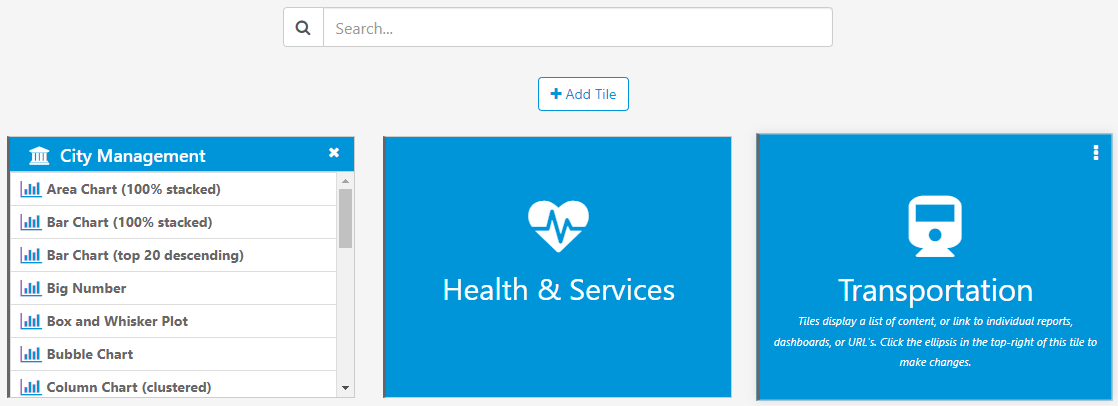 Search...
Add Tile
City Management
Area Chart (100% stacked)
Bar Chart (100% stacked)
Bar Chart (top 20 descending)
Big Number
Box and Whisker Plot
Bubble Chart
Column Chart (clustered)
Health & Services
Transportation
Tiles display a list of content, or link to individual reports,
dashboards, or URL's. Click the ellipsis in the top-right of this tile to
make changes.